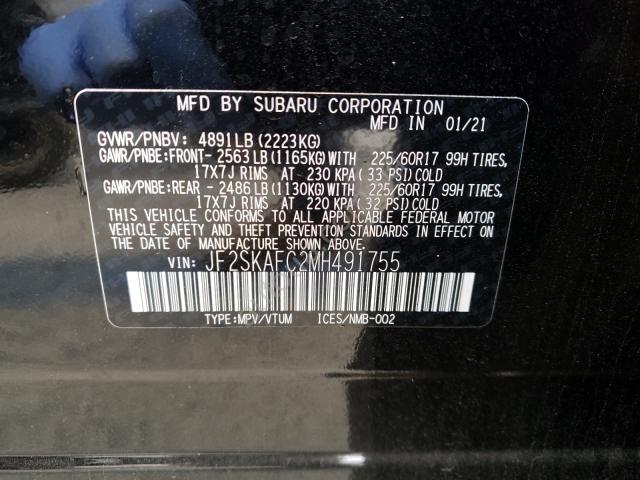 MFD BY SUBARU CORPORATION
MFD IN 01/21
GVWR/PNBV: 4891LB(2223KG)
GAWR/PNBE:FRONT- 2563LB(1165KG)WITH 225/60R17 99H TIRES,
17X7J RIMS AT 230 KPA(33 PSI)COLD
GAWR/PNBE:REAR - 2486LB(1130KG)WITH 225/60R17 99H TIRES,
17X7J RIMS AT 220 KPA(32 PSI)COLD
THIS VEHICLE CONFORMS TO ALL APPLICABLE FEDERAL MOTOR
VEHICLE SAFETY AND THEFT PREVENTION STANDARDS IN EFFECT
ON THE DATE OF MANUFACTURE SHOWN ABOVE.
VIN: JF2SKAFC2MH491755
TYPE:MPV/VTUM ICES/NMB-002